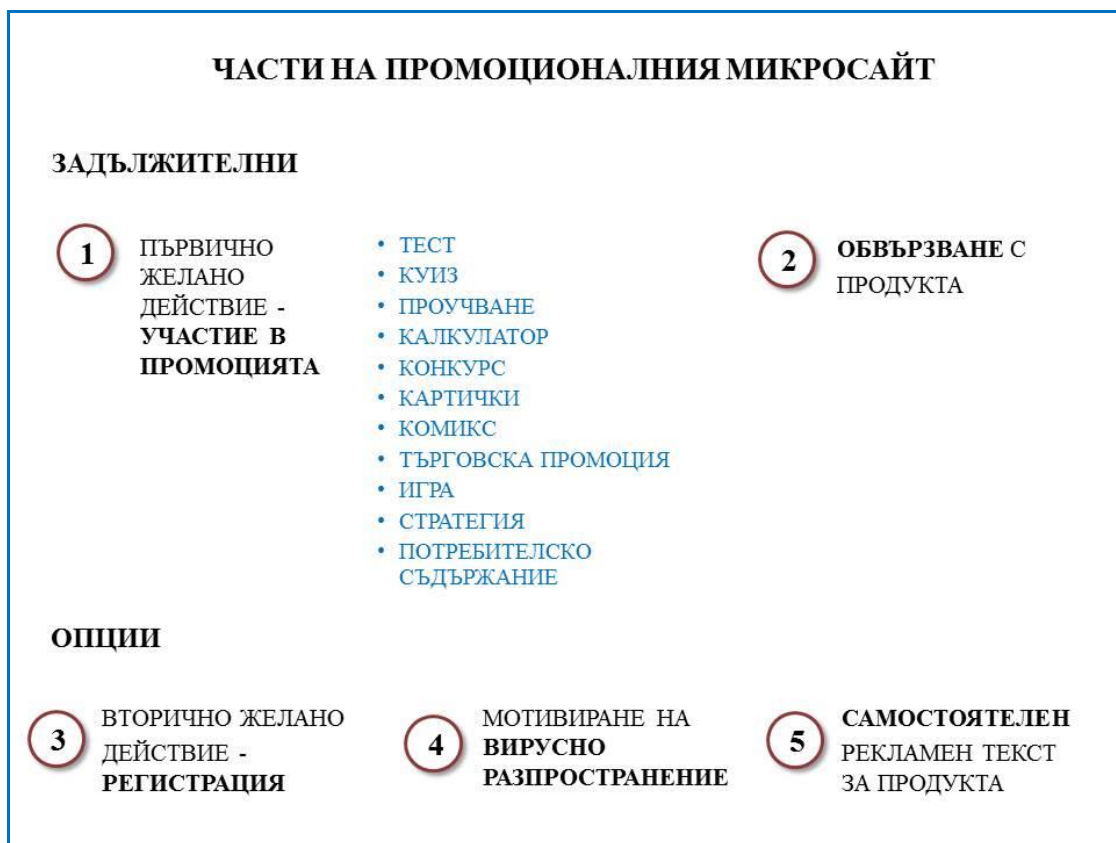 ЧАСТИ НА ПРОМОЦИОНАЛНИЯ МИКРОСАЙТ
ЗАДЪЛЖИТЕЛНИ
1
ПЪРВИЧНО
ЖЕЛАНО
ДЕЙСТВИЕ -
УЧАСТИЕ В
ПРОМОЦИЯТА
• ТЕСТ
• КУИЗ
• ПРОУЧВАНЕ
• КАЛКУЛАТОР
• КОНКУРС
• КАРТИЧКИ
• КОМИКС
• ТЪРГОВСКА ПРОМОЦИЯ
• ИГРА
• СТРАТЕГИЯ
• ПОТРЕБИТЕЛСКО
СЪДЪРЖАНИЕ
2
ОБВЪРЗВАНЕ С
ПРОДУКТА
ОПЦИИ
3
ВТОРИЧНО ЖЕЛАНО
ДЕЙСТВИЕ -
РЕГИСТРАЦИЯ
4
МОТИВИРАНЕ НА
ВИРУСНО
РАЗПРОСТРАНЕНИЕ
5
САМОСТОЯТЕЛЕН
РЕКЛАМЕН ТЕКСТ
ЗА ПРОДУКТА